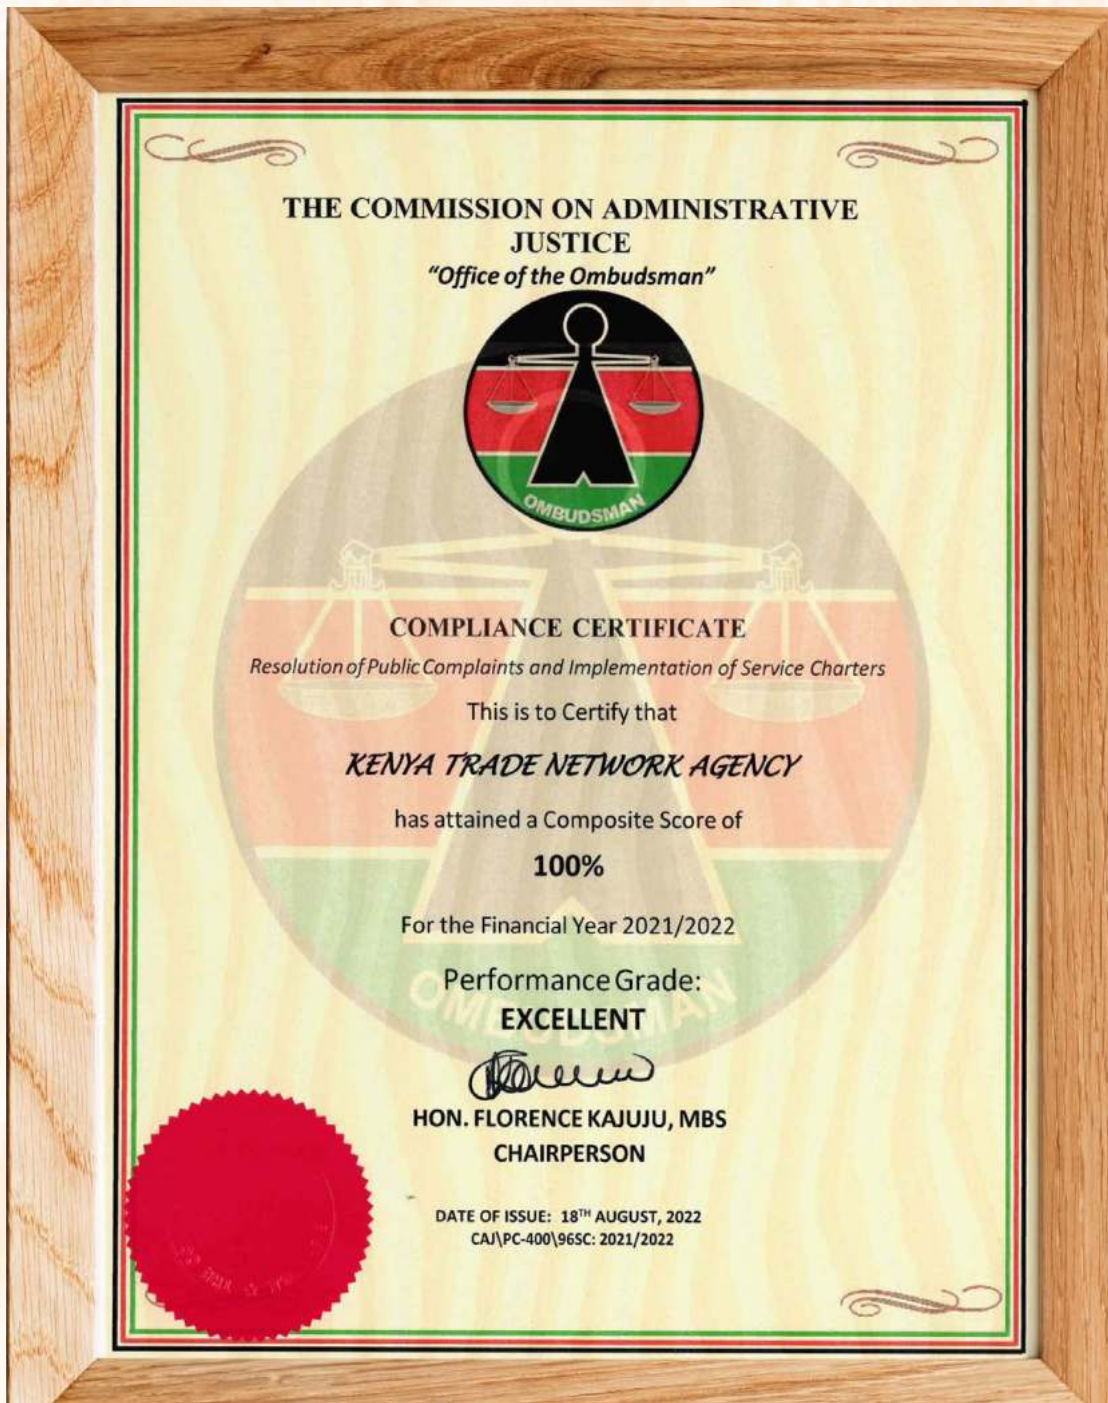 THE COMMISSION ON ADMINISTRATIVE
JUSTICE
“Office of the Ombudsman”
OMBUDSMAN
COMPLIANCE CERTIFICATE
Resolution of Public Complaints and Implementation of Service Charters
This is to Certify that
KENYA TRADE NETWORK AGENCY
has attained a Composite Score of
100%
For the Financial Year 2021/2022
Performance Grade:
OMBUDSMAN
EXCELLENT
HON. FLORENCE KAJUJU, MBS
CHAIRPERSON
DATE OF ISSUE: 18TH AUGUST, 2022
CAJ\PC-400\96SC: 2021/2022